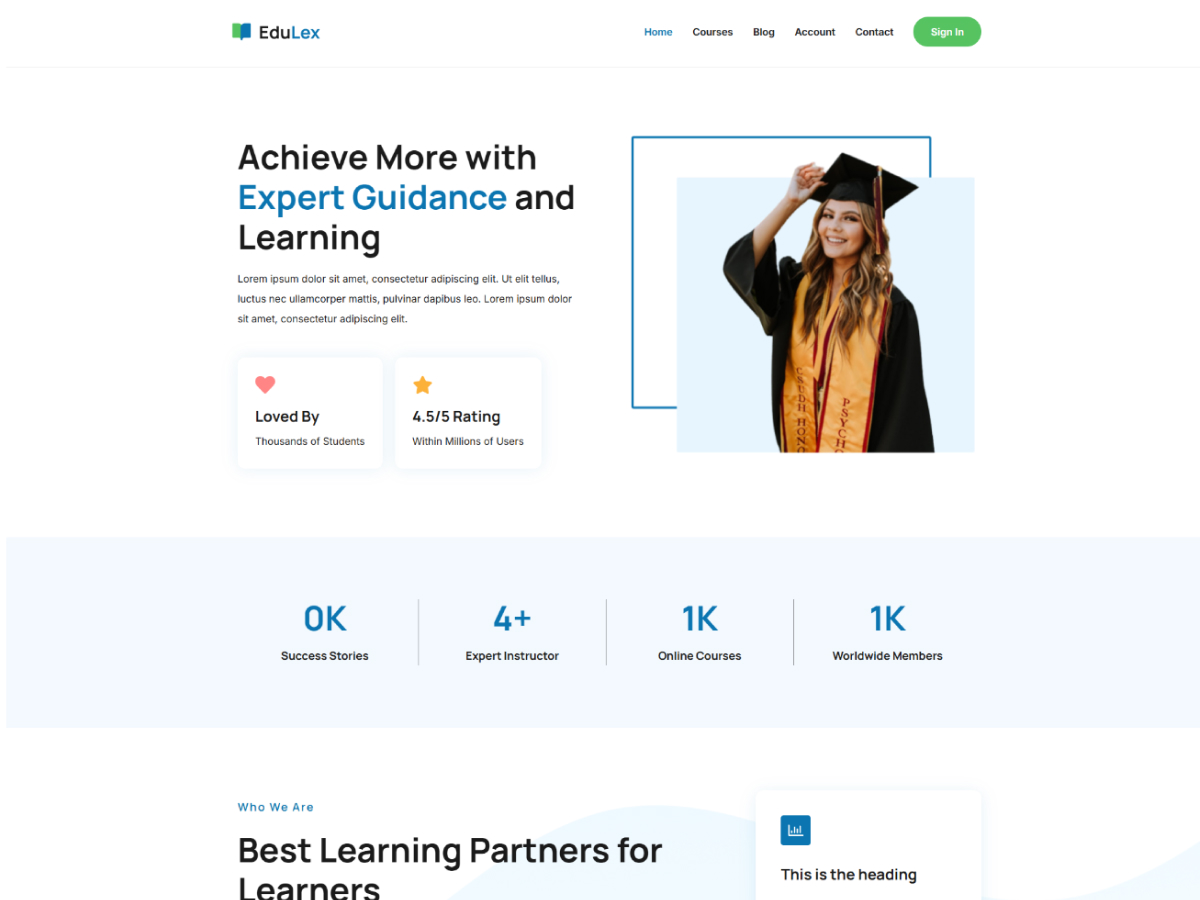 EduLex
Home Courses Blog Account Contact Sign In
Achieve More with
Expert Guidance and
Learning
Lorem ipsum dolor sit amet, consectetur adipiscing elit. Ut elit tellus,
luctus nec ullamcorper mattis, pulvinar dapibus leo. Lorem ipsum dolor
sit amet, consectetur adipiscing elit.
Loved By
Thousands of Students
4.5/5 Rating
Within Millions of Users
CSUDH HONO
PSYCHO
0K
Success Stories
4+
Expert Instructor
1K
Online Courses
1K
Worldwide Members
Who We Are
Best Learning Partners for
Learners
This is the heading